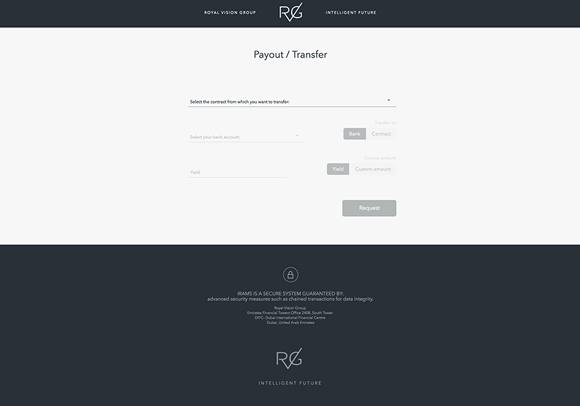 ROYAL VISION GROUP
RVG
INTELLIGENT FUTURE
Payout / Transfer
Select the contract from which you want to transfer:
Transfer to:
Select your bank account:
Bank
Contract
Custom amount:
Yield
Yield
Custom amount
Request
IRAMS IS A SECURE SYSTEM GUARANTEED BY:
advanced security measures such as chained transactions for data integrity.
Royal Vision Group
Emirates Financial Towers Office 2408, South Tower
DIFC- Dubai International Financial Centre
Dubai, United Arab Emirates
RVG
INTELLIGENT FUTURE